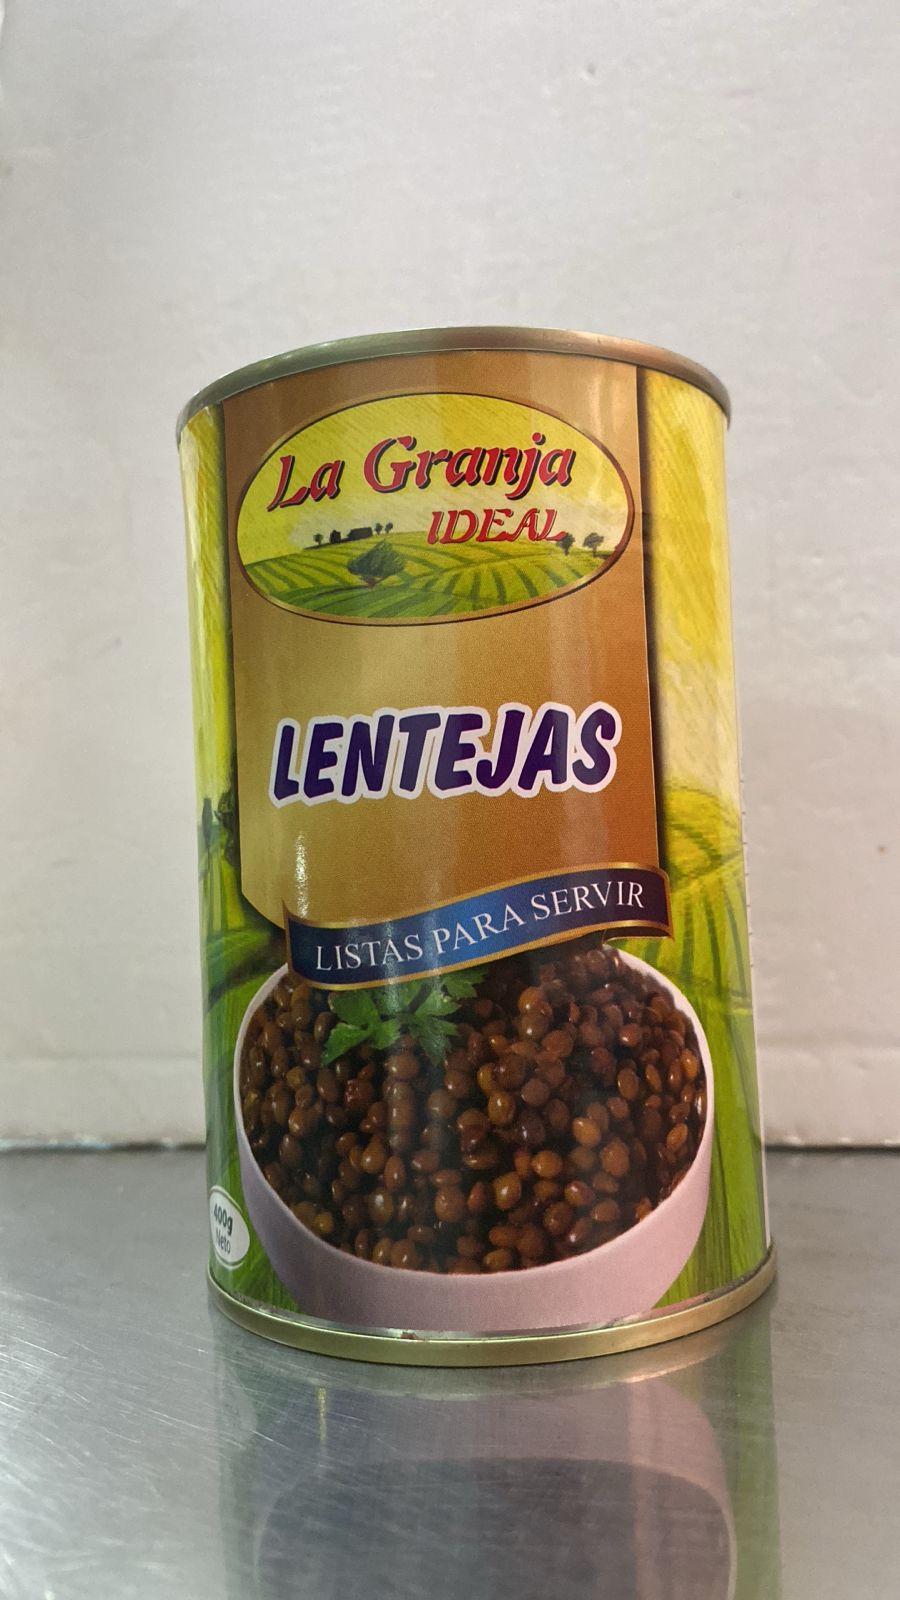 La Granja
IDEAL
LENTEJAS
LISTAS PARA SERVIR
400g
Neto